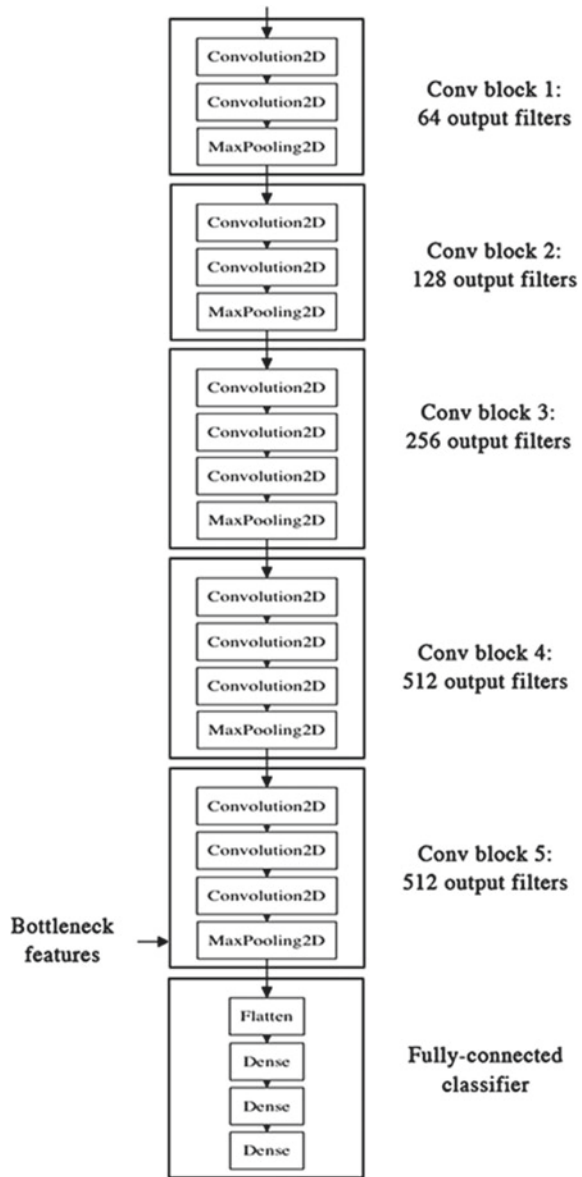 Convolution2D
Convolution2D
MaxPooling2D
Conv block 1:
64 output filters
Convolution2D
Convolution2D
MaxPooling2D
Conv block 2:
128 output filters
Convolution2D
Convolution2D
Convolution2D
MaxPooling2D
Conv block 3:
256 output filters
Convolution2D
Convolution2D
Convolution2D
MaxPooling2D
Conv block 4:
512 output filters
Convolution2D
Convolution2D
Convolution2D
MaxPooling2D
Conv block 5:
512 output filters
Bottleneck
features
Flatten
Dense
Dense
Dense
Fully-connected
classifier